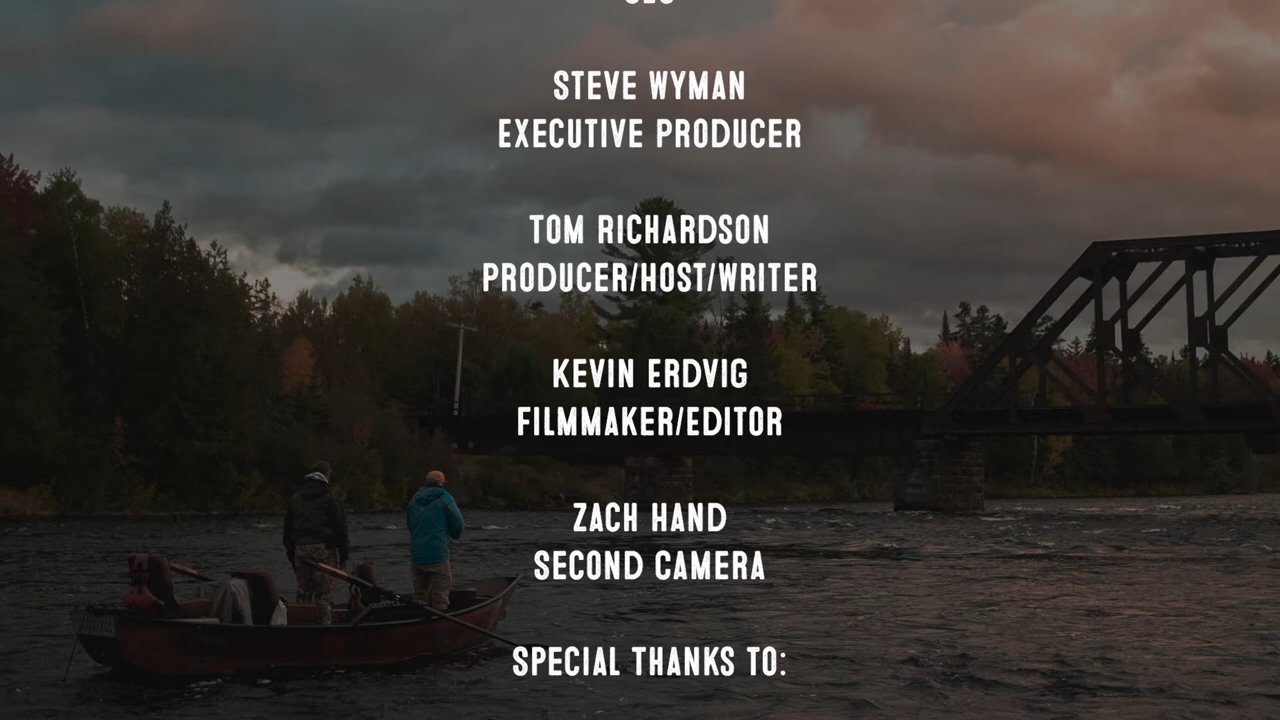 STEVE WYMAN
EXECUTIVE PRODUCER
TOM RICHARDSON
PRODUCER/HOST/WRITER
KEVIN ERDVIG
FILMMAKER/EDITOR
ZACH HAND
SECOND CAMERA
SPECIAL THANKS TO: